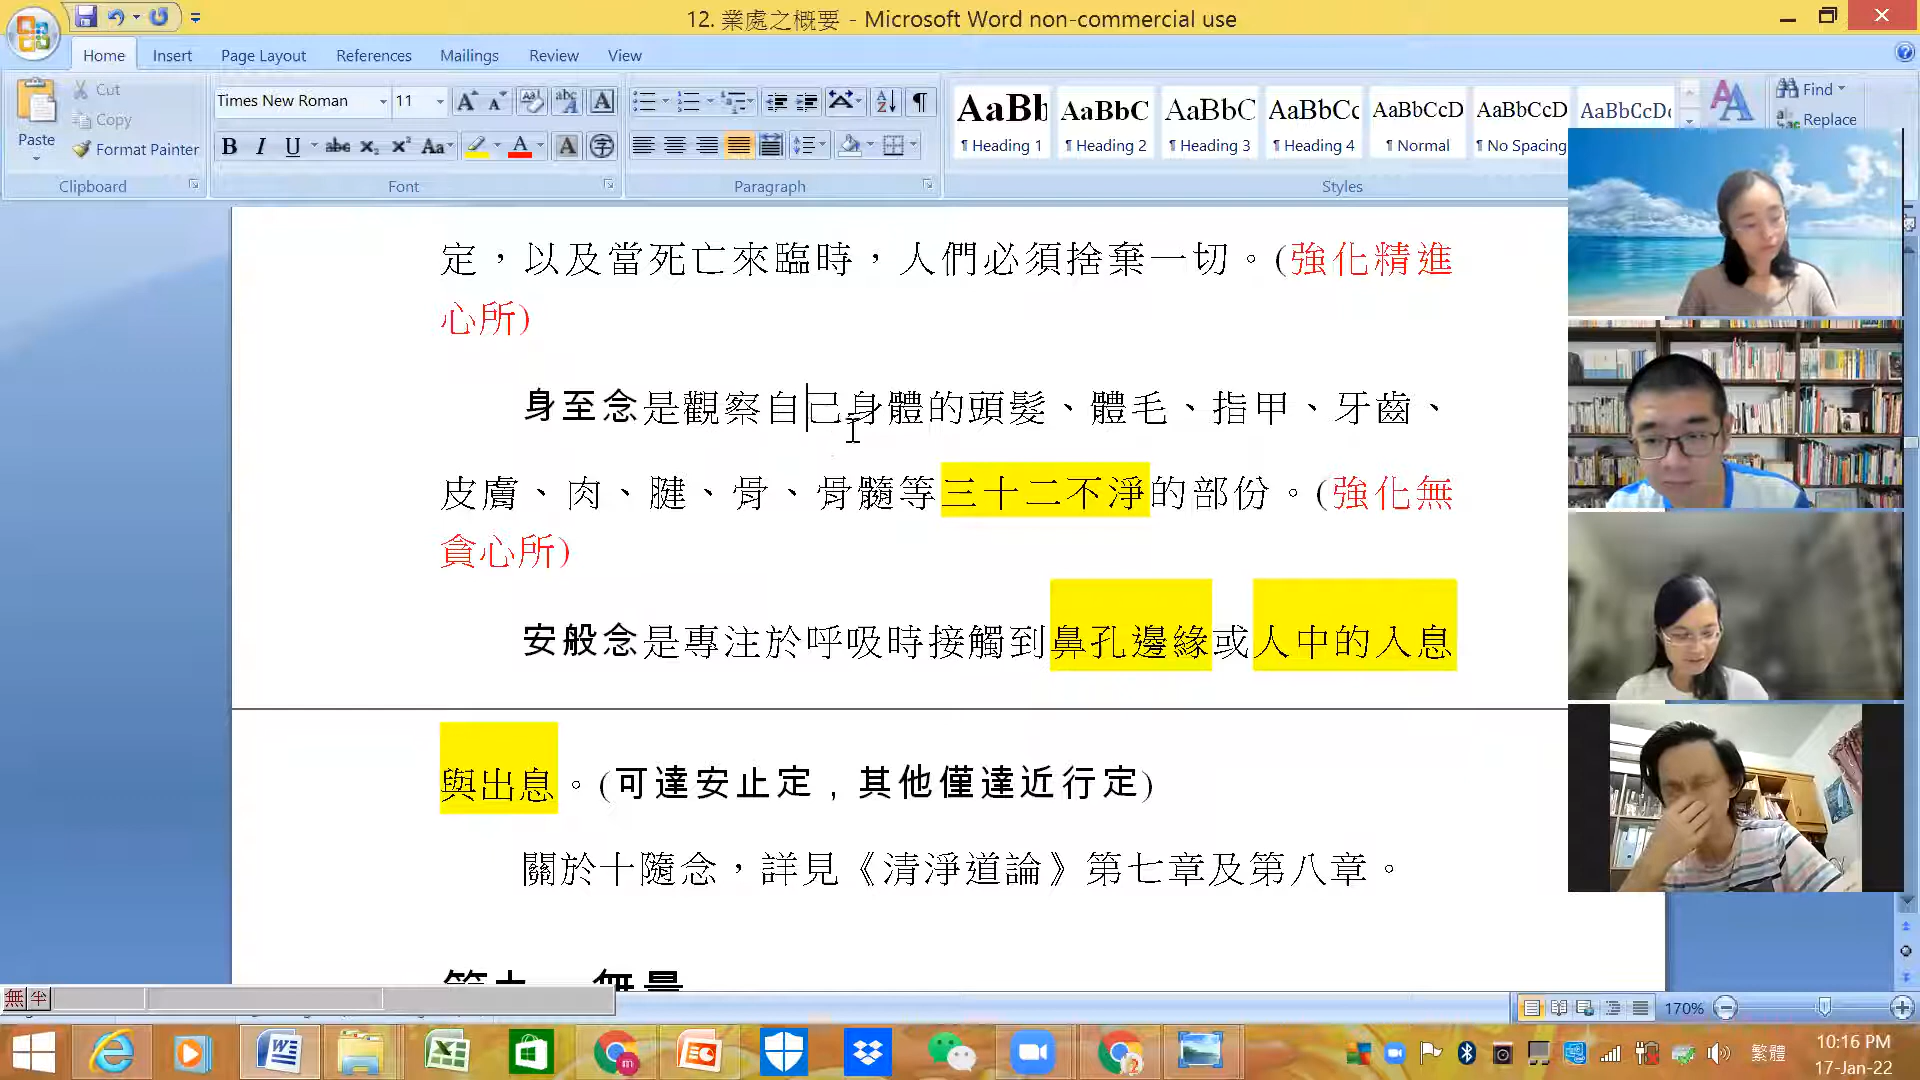 12. 業處之概要 - Microsoft Word non-commercial use
Home Insert Page Layout References Mailings Review View
Paste
Cut
Copy
Format Painter
Clipboard
Times New Roman 11
Font
Paragraph
AaBb AaBbC AaBbC AaBbCc AaBbCcD AaBbCcD AaBbCcDc
¶ Heading 1 ¶ Heading 2 ¶ Heading 3 ¶ Heading 4 ¶ Normal ¶ No Spacing
Styles
Find
Replace
定，以及當死亡來臨時，人們必須捨棄一切。(強化精進
心所)
身至念是觀察自己身體的頭髮、體毛、指甲、牙齒、
皮膚、肉、腱、骨、骨髓等三十二不淨的部份。(強化無
貪心所)
安般念是專注於呼吸時接觸到鼻孔邊緣或人中的入息
與出息。(可達安止定，其他僅達近行定)
關於十隨念，詳見《清淨道論》第七章及第八章。
無 半
170%
繁體
10:16 PM
17-Jan-22